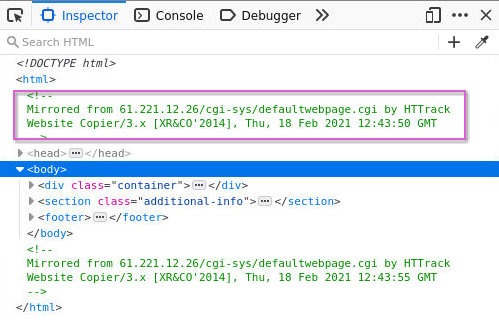 Inspector Console Debugger
Search HTML
<!DOCTYPE html>
<html>
<!--
Mirrored from 61.221.12.26/cgi-sys/defaultwebpage.cgi by HTTrack
Website Copier/3.x [XR&CO'2014], Thu, 18 Feb 2021 12:43:50 GMT
-->
<head> </head>
<body>
<div class="container"> </div>
<section class="additional-info"> </section>
<footer> </footer>
</body>
<!--
Mirrored from 61.221.12.26/cgi-sys/defaultwebpage.cgi by HTTrack
Website Copier/3.x [XR&CO'2014], Thu, 18 Feb 2021 12:43:55 GMT
-->
</html>